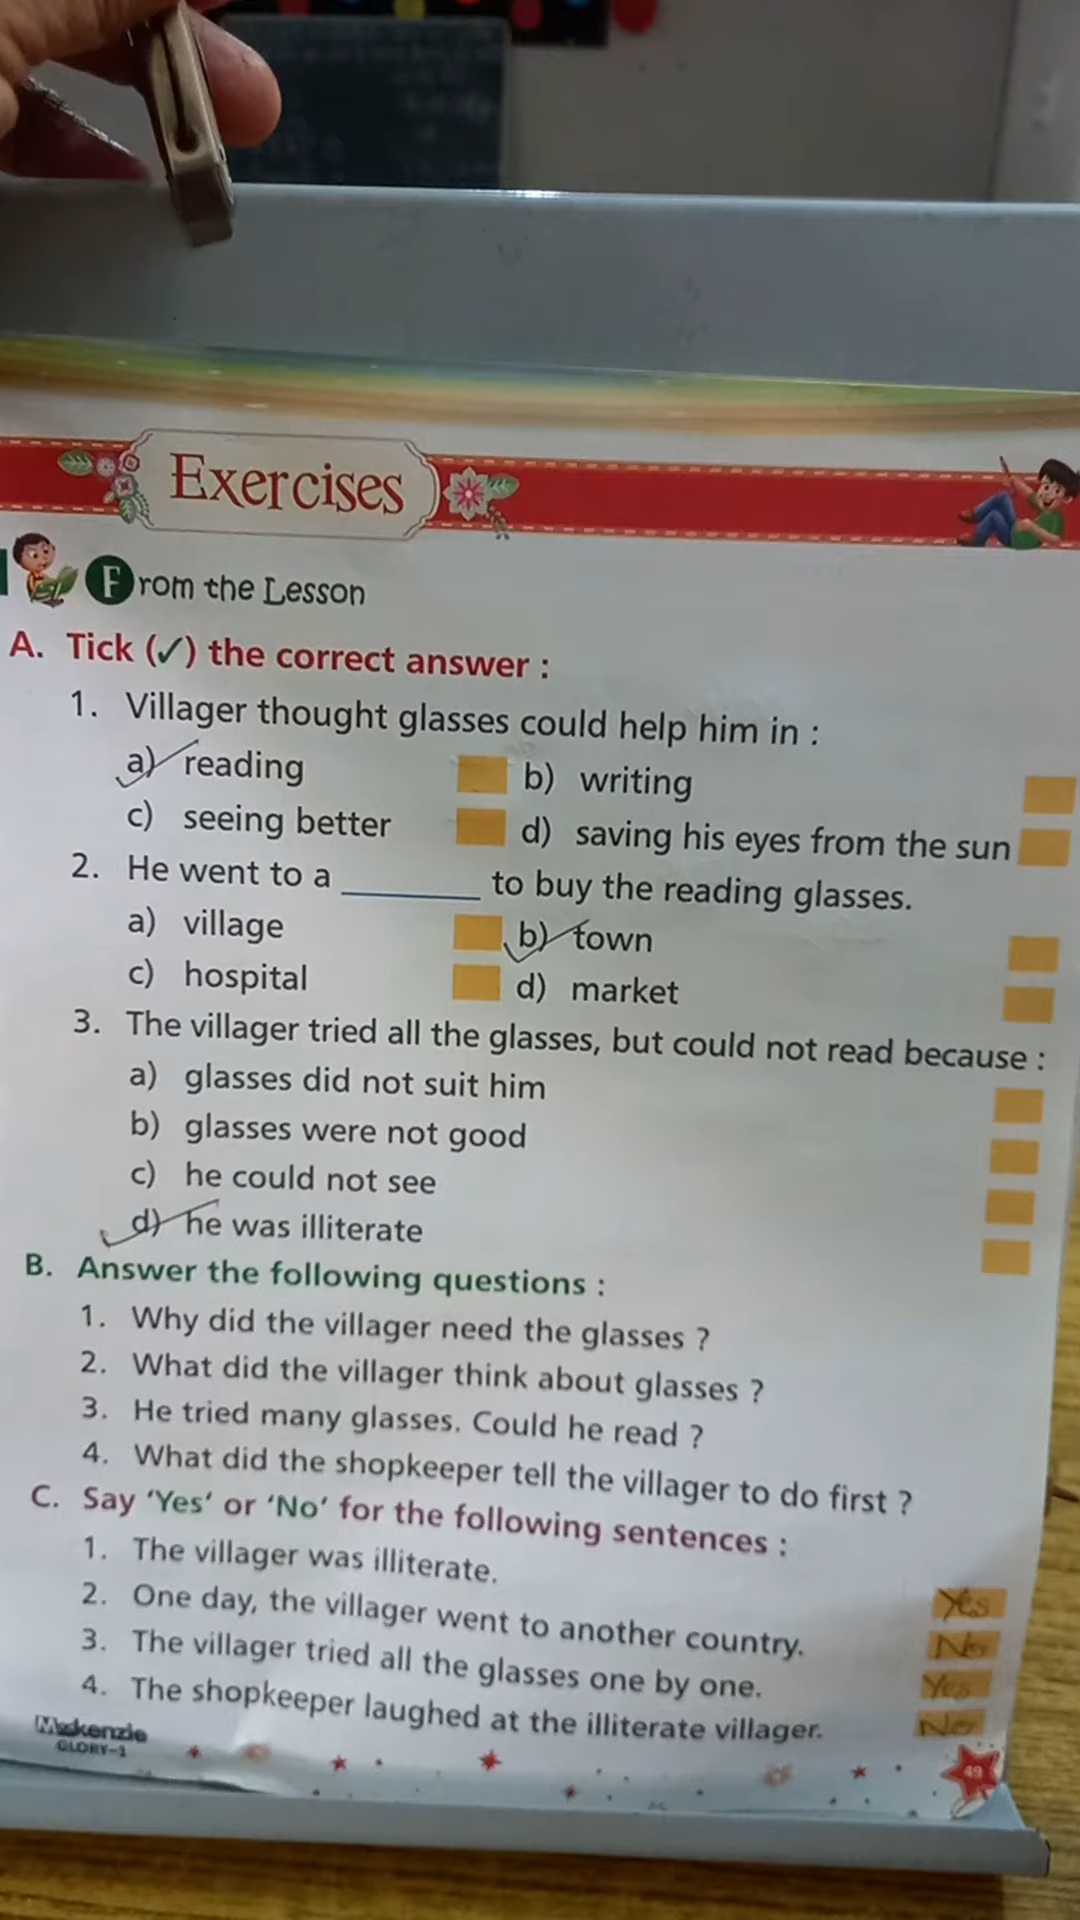 Exercises
From the Lesson
A. Tick (✓) the correct answer :
1. Villager thought glasses could help him in :
a) reading b) writing
c) seeing better d) saving his eyes from the sun
2. He went to a ________ to buy the reading glasses.
a) village b) town
c) hospital d) market
3. The villager tried all the glasses, but could not read because :
a) glasses did not suit him
b) glasses were not good
c) he could not see
d) he was illiterate
B. Answer the following questions :
1. Why did the villager need the glasses ?
2. What did the villager think about glasses ?
3. He tried many glasses. Could he read ?
4. What did the shopkeeper tell the villager to do first ?
C. Say ‘Yes’ or ‘No’ for the following sentences :
1. The villager was illiterate. Yes
2. One day, the villager went to another country. No
3. The villager tried all the glasses one by one. Yes
4. The shopkeeper laughed at the illiterate villager. No
Mckenzie
GLORY-1
49